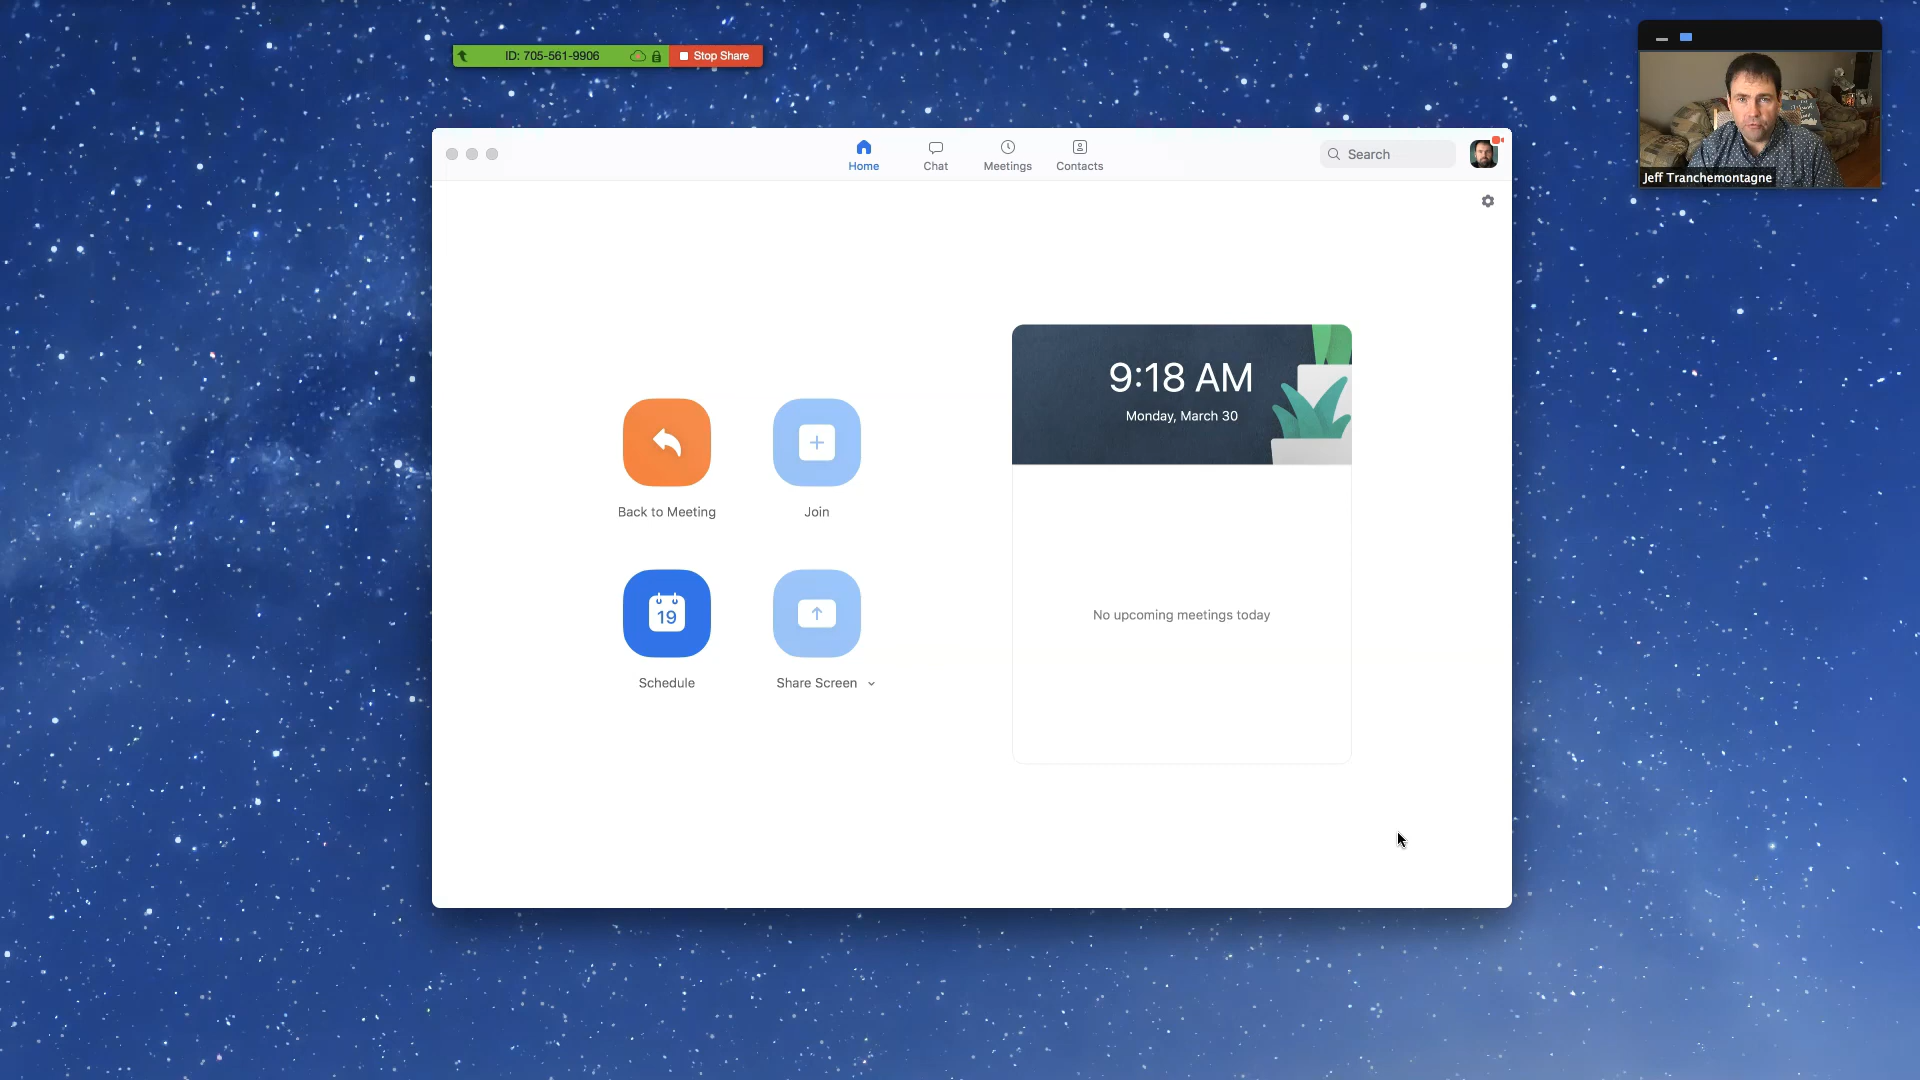 ID: 705-561-9906
Stop Share
Home
Chat
Meetings
Contacts
Search
Jeff Tranchemontagne
9:18 AM
Monday, March 30
Back to Meeting
Join
No upcoming meetings today
19
Schedule
Share Screen